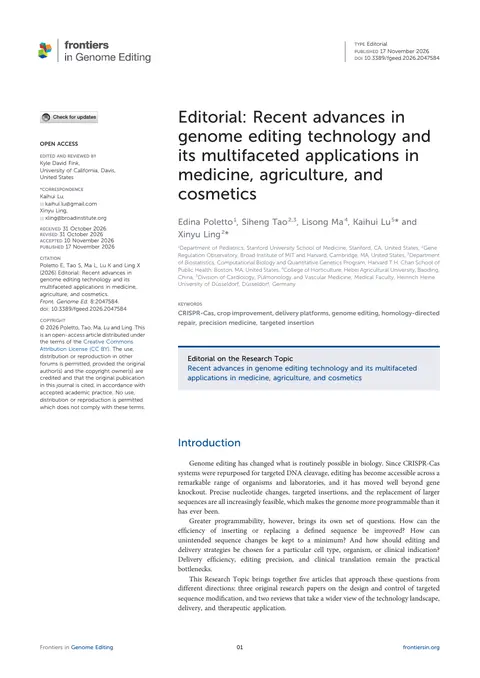 frontiers
in Genome Editing
TYPE Editorial
PUBLISHED 17 November 2026
DOI 10.3389/fgeed.2026.2047584
Check for updates
OPEN ACCESS
EDITED AND REVIEWED BY
Kyle David Fink,
University of California, Davis,
United States
*CORRESPONDENCE
Kaihui Lu,
kaihui.lu@gmail.com
Xinyu Ling,
xling@broadinstitute.org
RECEIVED 31 October 2026
REVISED 31 October 2026
ACCEPTED 10 November 2026
PUBLISHED 17 November 2026
CITATION
Poletto E, Tao S, Ma L, Lu K and Ling X
(2026) Editorial: Recent advances in
genome editing technology and its
multifaceted applications in medicine,
agriculture, and cosmetics.
Front. Genome Ed. 8:2047584.
doi: 10.3389/fgeed.2026.2047584
COPYRIGHT
© 2026 Poletto, Tao, Ma, Lu and Ling. This
is an open-access article distributed under
the terms of the Creative Commons
Attribution License (CC BY). The use,
distribution or reproduction in other
forums is permitted, provided the original
author(s) and the copyright owner(s) are
credited and that the original publication
in this journal is cited, in accordance with
accepted academic practice. No use,
distribution or reproduction is permitted
which does not comply with these terms.
Editorial: Recent advances in
genome editing technology and
its multifaceted applications in
medicine, agriculture, and
cosmetics
Edina Poletto1, Siheng Tao2,3, Lisong Ma4, Kaihui Lu5* and
Xinyu Ling2*
1Department of Pediatrics, Stanford University School of Medicine, Stanford, CA, United States, 2Gene
Regulation Observatory, Broad Institute of MIT and Harvard, Cambridge, MA, United States, 3Department
of Biostatistics, Computational Biology and Quantitative Genetics Program, Harvard T. H. Chan School of
Public Health, Boston, MA, United States, 4College of Horticulture, Hebei Agricultural University, Baoding,
China, 5Division of Cardiology, Pulmonology and Vascular Medicine, Medical Faculty, Heinrich Heine
University of Düsseldorf, Düsseldorf, Germany
KEYWORDS
CRISPR-Cas, crop improvement, delivery platforms, genome editing, homology-directed
repair, precision medicine, targeted insertion
Editorial on the Research Topic
Recent advances in genome editing technology and its multifaceted
applications in medicine, agriculture, and cosmetics
Introduction
Genome editing has changed what is routinely possible in biology. Since CRISPR-Cas
systems were repurposed for targeted DNA cleavage, editing has become accessible across a
remarkable range of organisms and laboratories, and it has moved well beyond gene
knockout. Precise nucleotide changes, targeted insertions, and the replacement of larger
sequences are all increasingly feasible, which makes the genome more programmable than it
has ever been.
Greater programmability, however, brings its own set of questions. How can the
efficiency of inserting or replacing a defined sequence be improved? How can
unintended sequence changes be kept to a minimum? And how should editing and
delivery strategies be chosen for a particular cell type, organism, or clinical indication?
Delivery efficiency, editing precision, and clinical translation remain the practical
bottlenecks.
This Research Topic brings together five articles that approach these questions from
different directions: three original research papers on the design and control of targeted
sequence modification, and two reviews that take a wider view of the technology landscape,
delivery, and therapeutic application.
Frontiers in Genome Editing
01
frontiersin.org